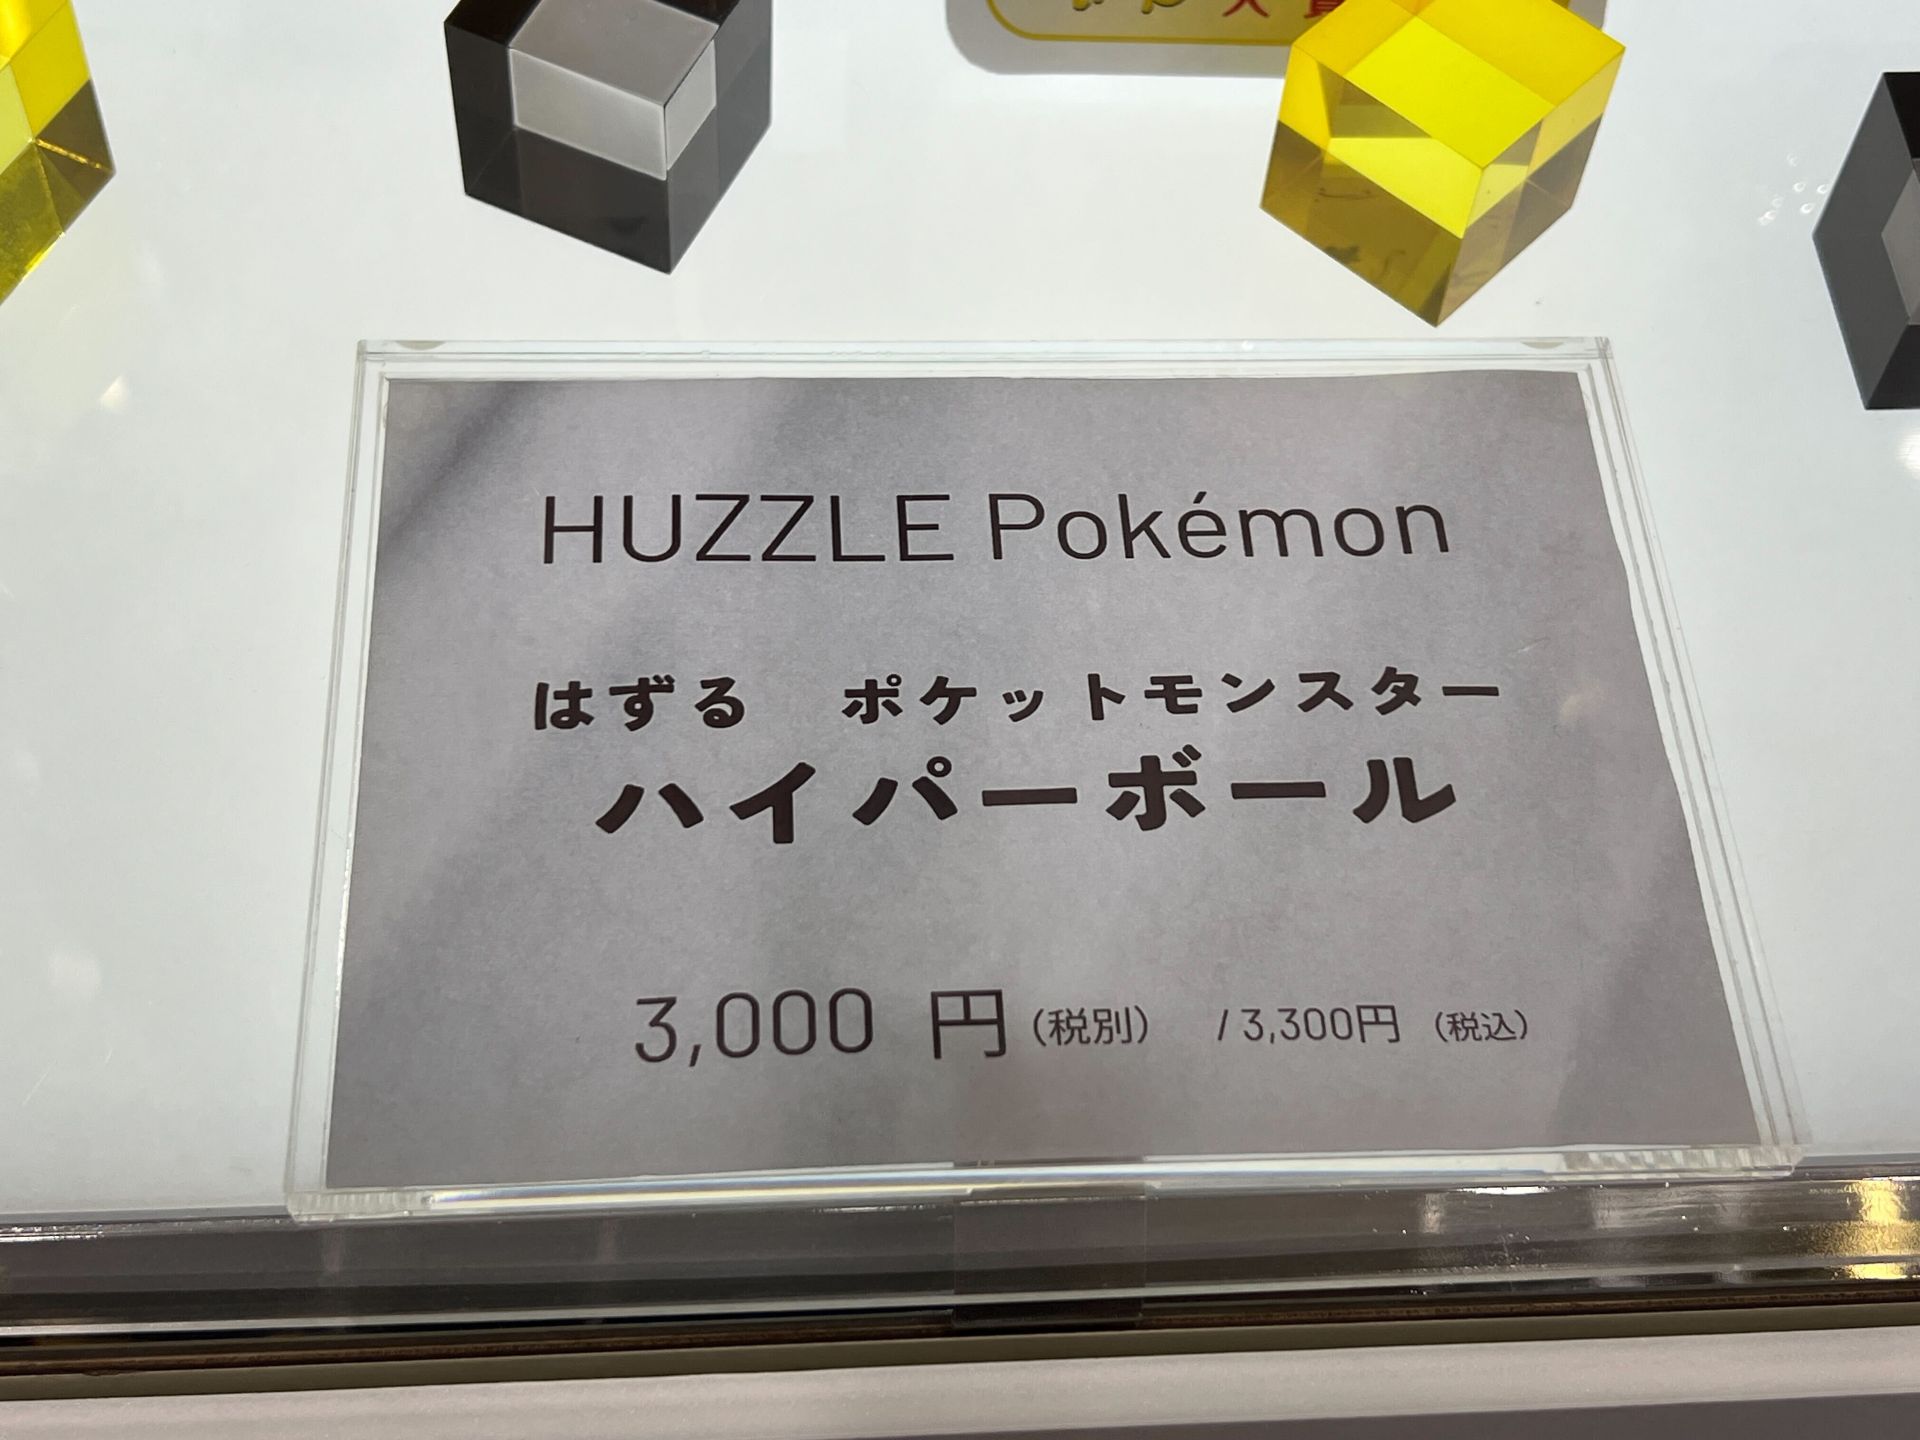 HUZZLE Pokémon
はずる　ポケットモンスター
ハイパーボール
3,000 円（税別）　/ 3,300円（税込）